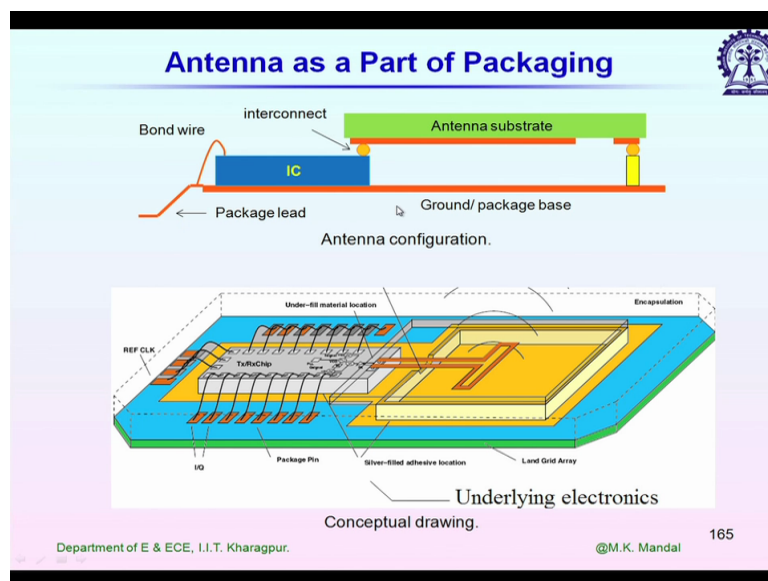 Antenna as a Part of Packaging
interconnect
Bond wire
Antenna substrate
IC
Package lead
Ground/ package base
Antenna configuration.
Under-fill material location
Encapsulation
REF CLK
Tx/RxChip
I/Q
Package Pin
Silver-filled adhesive location
Land Grid Array
Underlying electronics
Conceptual drawing.
165
Department of E & ECE, I.I.T. Kharagpur.
@M.K. Mandal